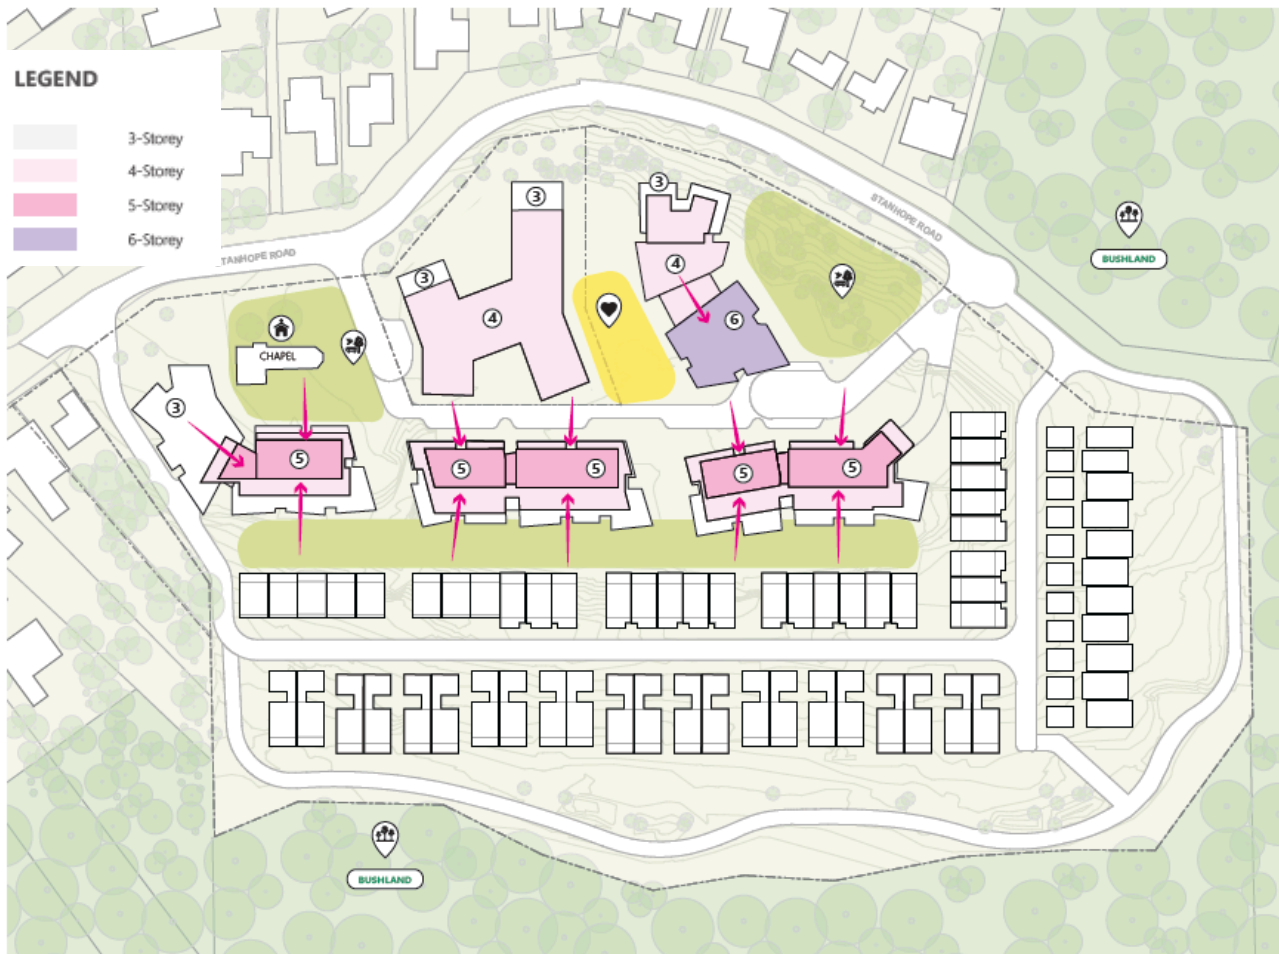 LEGEND
3-Storey
4-Storey
5-Storey
6-Storey
STANHOPE ROAD
STANHOPE ROAD
BUSHLAND
3
3
3
4
4
6
CHAPEL
3
5
5
5
5
5
BUSHLAND